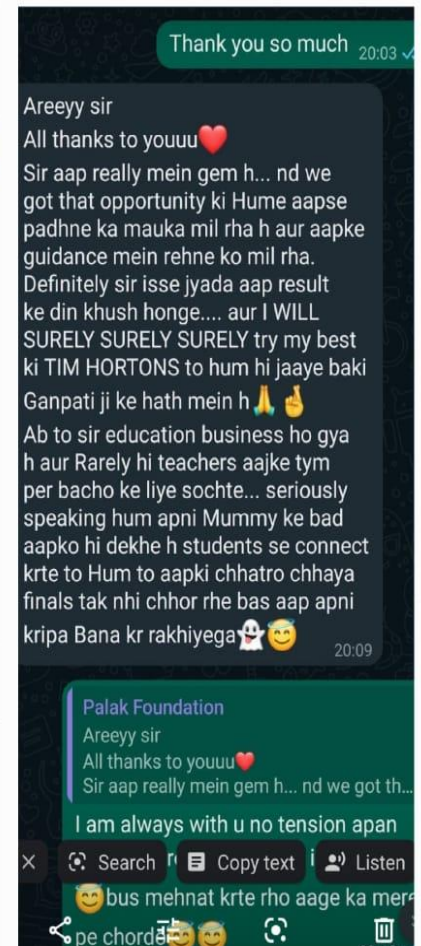 Thank you so much 20:03
Areeyy sir
All thanks to youuu❤️
Sir aap really mein gem h... nd we
got that opportunity ki Hume aapse
padhne ka mauka mil rha h aur aapke
guidance mein rehne ko mil rha.
Definitely sir isse jyada aap result
ke din khush honge.... aur I WILL
SURELY SURELY SURELY try my best
ki TIM HORTONS to hum hi jaaye baki
Ganpati ji ke hath mein h🙏🤞
Ab to sir education business ho gya
h aur Rarely hi teachers aajke tym
per bacho ke liye sochte... seriously
speaking hum apni Mummy ke bad
aapko hi dekhe h students se connect
krte to Hum to aapki chhatro chhaya
finals tak nhi chhor rhe bas aap apni
kripa Bana kr rakhiyega👻😇
20:09
Palak Foundation
Areeyy sir
All thanks to youuu❤️
Sir aap really mein gem h... nd we got th...
I am always with u no tension apan
Search Copy text Listen
😇bus mehnat krte rho aage ka mere
pe chorde😇😇